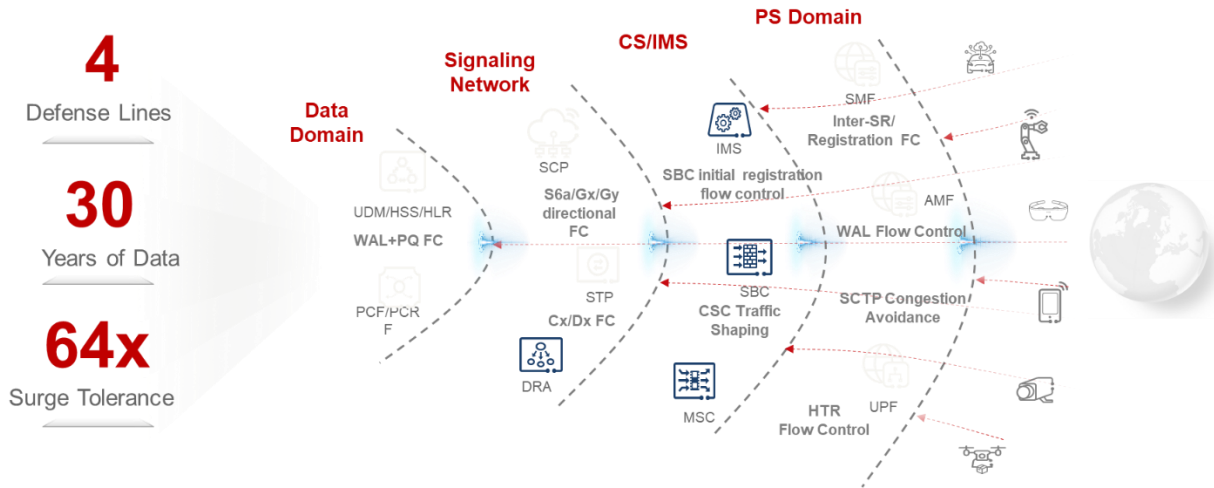 4
Defense Lines
30
Years of Data
64x
Surge Tolerance
Data
Domain
UDM/HSS/HLR
WAL+PQ FC
PCF/PCR
F
Signaling
Network
SCP
S6a/Gx/Gy
directional
FC
STP
Cx/Dx FC
DRA
CS/IMS
IMS
SBC initial registration
flow control
SBC
CSC Traffic
Shaping
MSC
PS Domain
SMF
Inter-SR/
Registration FC
AMF
WAL Flow Control
SCTP Congestion
Avoidance
UPF
HTR
Flow Control